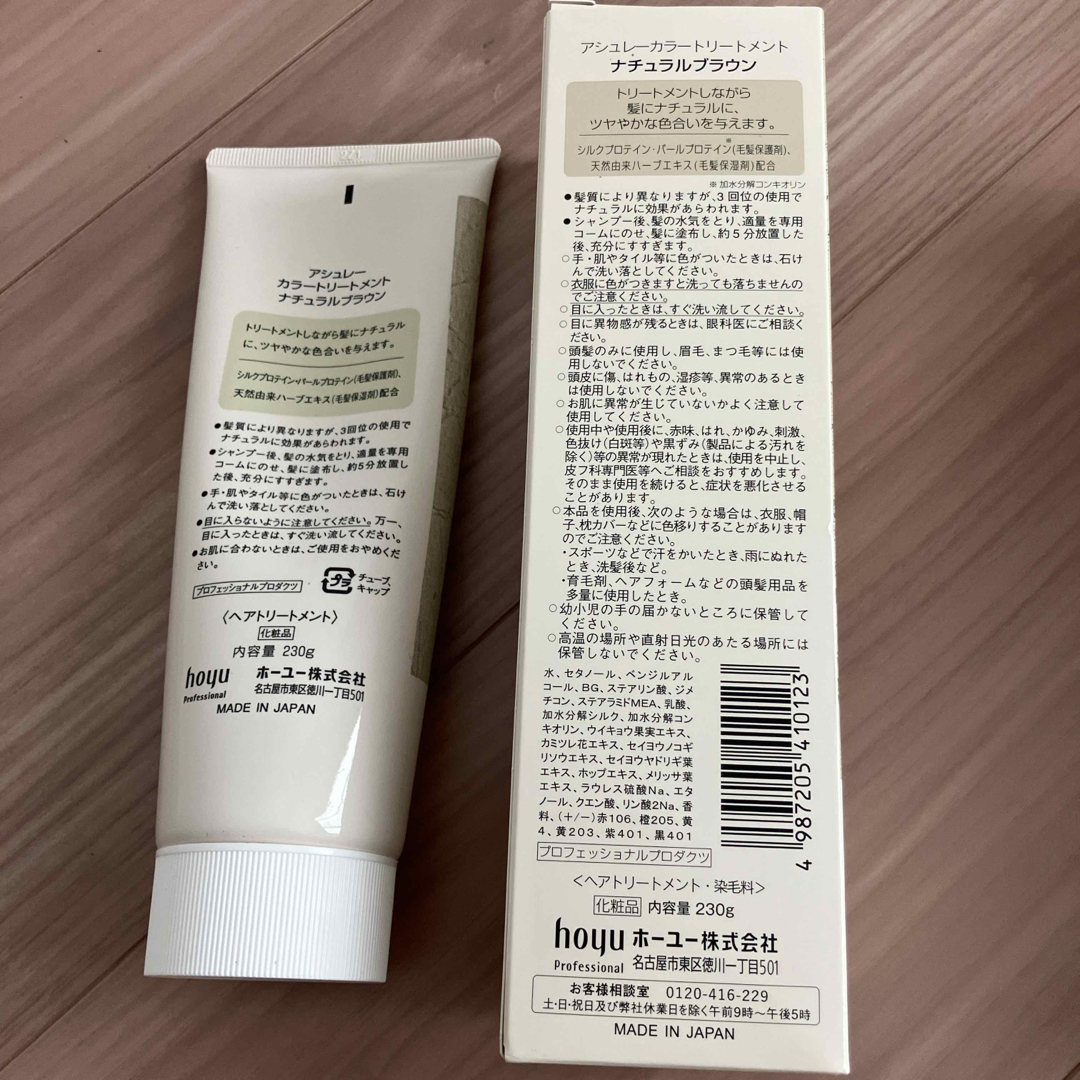 アシュレー
カラートリートメント
ナチュラルブラウン
トリートメントしながら髪にナチュラル
に、ツヤやかな色合いを与えます。
シルクプロテイン・パールプロテイン(毛髪保護剤)、
天然由来ハーブエキス(毛髪保湿剤)配合
●髪質により異なりますが、3回位の使用で
ナチュラルに効果があらわれます。
●シャンプー後、髪の水気をとり、適量を専用
コームにのせ、髪に塗布し、約5分放置し
た後、充分にすすぎます。
●手・肌やタイル等に色がついたときは、石け
んで洗い落としてください。
●目に入らないように注意してください。万一、
目に入ったときは、すぐ洗い流してください。
●お肌に合わないときは、ご使用をおやめくだ
さい。
プロフェッショナルプロダクツ
プラ
チューブ、
キャップ
〈ヘアトリートメント〉
化粧品
内容量 230g
hoyu
Professional
ホーユー株式会社
名古屋市東区徳川一丁目501
MADE IN JAPAN
アシュレーカラートリートメント
ナチュラルブラウン
トリートメントしながら
髪にナチュラルに、
ツヤやかな色合いを与えます。
シルクプロテイン・パールプロテイン※(毛髪保護剤)、
天然由来ハーブエキス(毛髪保湿剤)配合
※加水分解コンキオリン
●髪質により異なりますが、3回位の使用で
ナチュラルに効果があらわれます。
●シャンプー後、髪の水気をとり、適量を専用
コームにのせ、髪に塗布し、約5分放置した
後、充分にすすぎます。
○手・肌やタイル等に色がついたときは、石け
んで洗い落としてください。
○衣服に色がつきますと洗っても落ちませんの
でご注意ください。
○目に入ったときは、すぐ洗い流してください。
○目に異物感が残るときは、眼科医にご相談く
ださい。
○頭髪のみに使用し、眉毛、まつ毛等には使
用しないでください。
○頭皮に傷、はれもの、湿疹等、異常のあるとき
は使用しないでください。
○お肌に異常が生じていないかよく注意して
使用してください。
○使用中や使用後に、赤味、はれ、かゆみ、刺激、
色抜け(白斑等)や黒ずみ(製品による汚れを
除く)等の異常が現れたときは、使用を中止し、
皮フ科専門医等へご相談をおすすめします。
そのまま使用を続けると、症状を悪化させる
ことがあります。
○本品を使用後、次のような場合は、衣服、帽
子、枕カバーなどに色移りすることがあります
のでご注意ください。
・スポーツなどで汗をかいたとき、雨にぬれた
とき、洗髪後など。
・育毛剤、ヘアフォームなどの頭髪用品を
多量に使用したとき。
○幼小児の手の届かないところに保管して
ください。
○高温の場所や直射日光のあたる場所には
保管しないでください。
水、セタノール、ベンジルアル
コール、BG、ステアリン酸、ジメ
チコン、ステアラミドMEA、乳酸、
加水分解シルク、加水分解コン
キオリン、ウイキョウ果実エキス、
カミツレ花エキス、セイヨウノコギ
リソウエキス、セイヨウヤドリギ葉
エキス、ホップエキス、メリッサ葉
エキス、ラウレス硫酸Na、エタ
ノール、クエン酸、リン酸2Na、香
料、(+/-)赤106、橙205、黄
4、黄203、紫401、黒401
4 987205 410123
プロフェッショナルプロダクツ
〈ヘアトリートメント・染毛料〉
化粧品 内容量 230g
hoyu
Professional
ホーユー株式会社
名古屋市東区徳川一丁目501
お客様相談室 0120-416-229
土・日・祝日及び弊社休業日を除く午前9時〜午後5時
MADE IN JAPAN